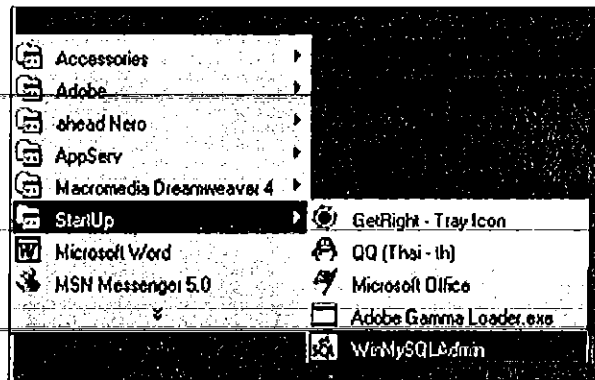 Accessories
Adobe
ahead Nero
AppServ
Macromedia Dreamweaver 4
StartUp
Microsoft Word
MSN Messenger 5.0
GetRight - Tray Icon
QQ (Thai - th)
Microsoft Office
Adobe Gamma Loader.exe
WinMySQLAdmin